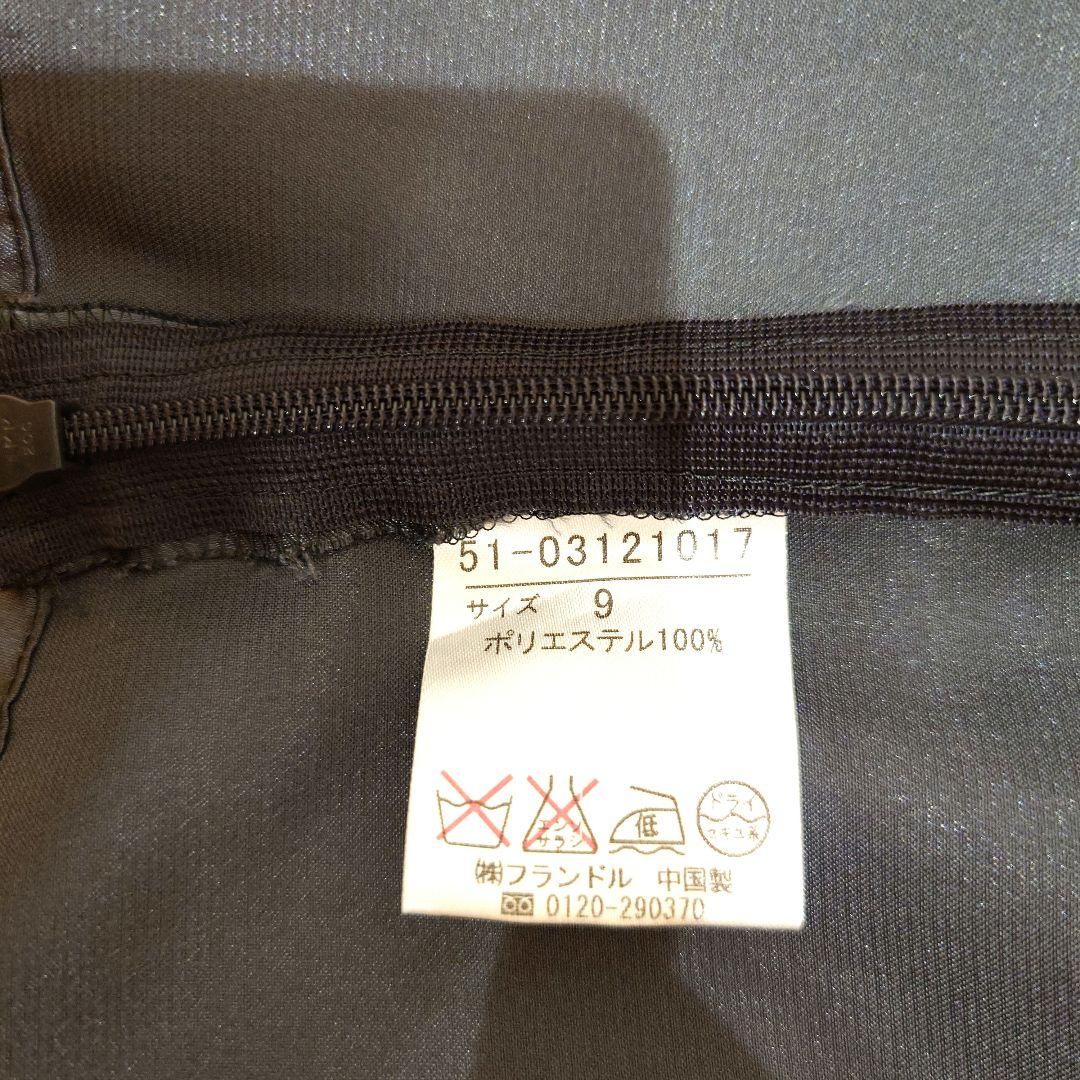 51-03121017
サイズ 9
ポリエステル100%
エンソ
サラシ
低
ドライ
セキユ系
㈱フランドル 中国製
0120-290370